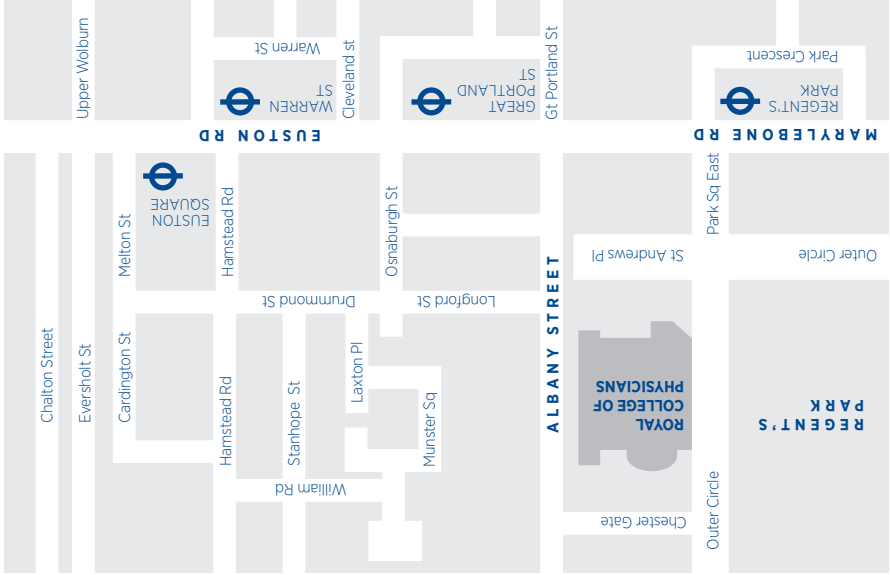 Upper Wolburn
Warren St
Cleveland st
Gt Portland St
Park Crescent
WARREN
ST
GREAT
PORTLAND
ST
REGENT'S
PARK
EUSTON RD
MARYLEBONE RD
EUSTON
SQUARE
Melton St
Hamstead Rd
Osnaburgh St
Park Sq East
St Andrews Pl
Outer Circle
Drummond St
Longford St
ALBANY STREET
Chalton Street
Eversholt St
Cardington St
Hamstead Rd
Stanhope St
Laxton Pl
Munster Sq
ROYAL
COLLEGE OF
PHYSICIANS
REGENT'S
PARK
William Rd
Chester Gate
Outer Circle